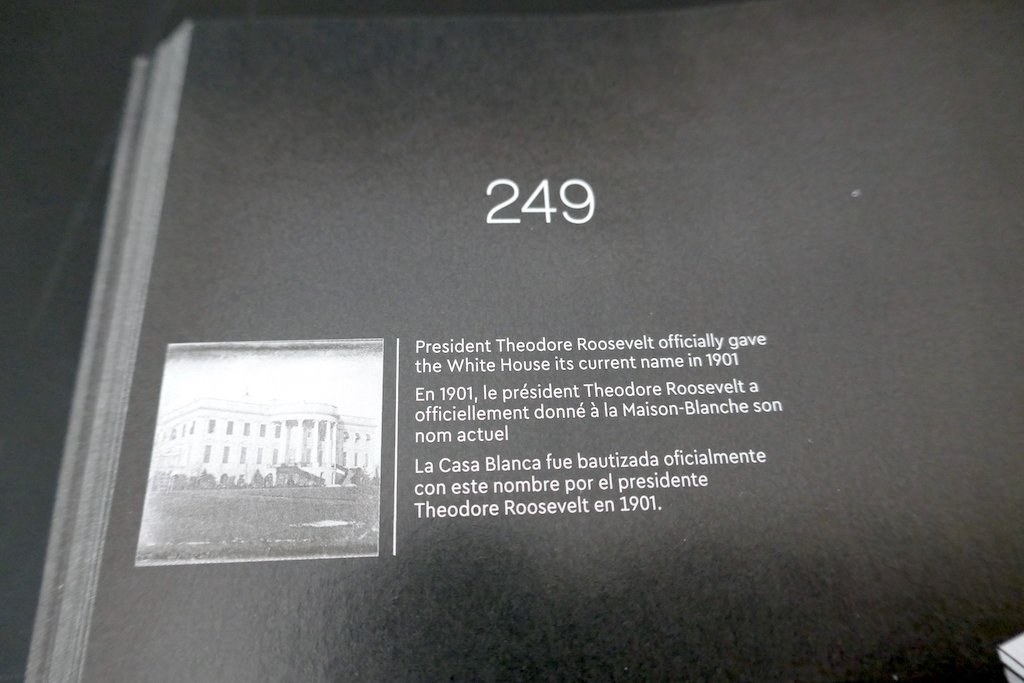 249
President Theodore Roosevelt officially gave
the White House its current name in 1901
En 1901, le président Theodore Roosevelt a
officiellement donné à la Maison-Blanche son
nom actuel
La Casa Blanca fue bautizada oficialmente
con este nombre por el presidente
Theodore Roosevelt en 1901.